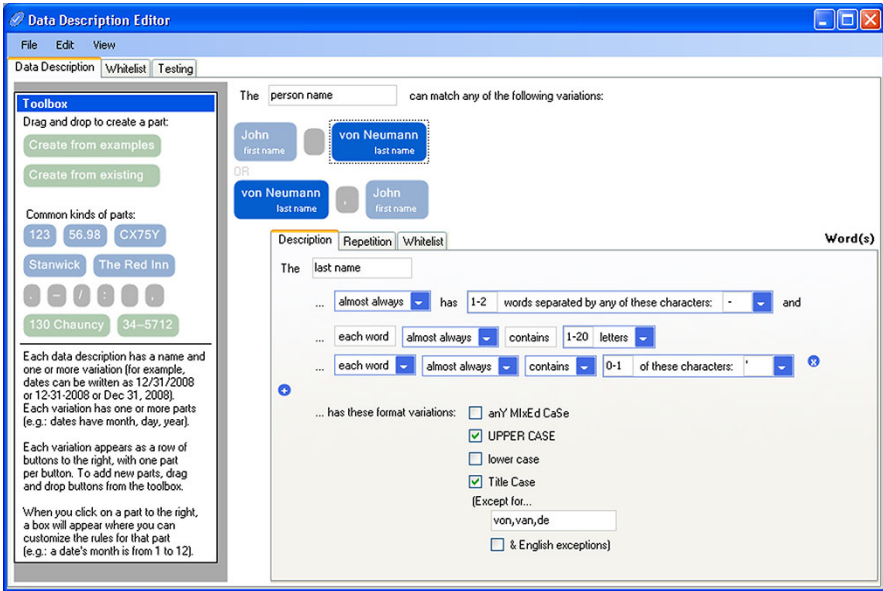 Data Description Editor
File Edit View
Data Description Whitelist Testing
Toolbox
Drag and drop to create a part:
Create from examples
Create from existing
Common kinds of parts:
123 56.98 CX75Y
Stanwick The Red Inn
. – / : ,
130 Chauncy 34–5712
Each data description has a name and
one or more variation (for example,
dates can be written as 12/31/2008
or 12-31-2008 or Dec 31, 2008).
Each variation has one or more parts
(e.g.: dates have month, day, year).
Each variation appears as a row of
buttons to the right, with one part
per button. To add new parts, drag
and drop buttons from the toolbox.
When you click on a part to the right,
a box will appear where you can
customize the rules for that part
(e.g.: a date's month is from 1 to 12).
The person name can match any of the following variations:
John von Neumann
first name last name
OR
von Neumann , John
last name first name
Description Repetition Whitelist Word(s)
The last name
... almost always has 1-2 words separated by any of these characters: - and
... each word almost always contains 1-20 letters
... each word almost always contains 0-1 of these characters: '
... has these format variations: anY MIxEd CaSe
UPPER CASE
lower case
Title Case
(Except for...
von,van,de
& English exceptions)